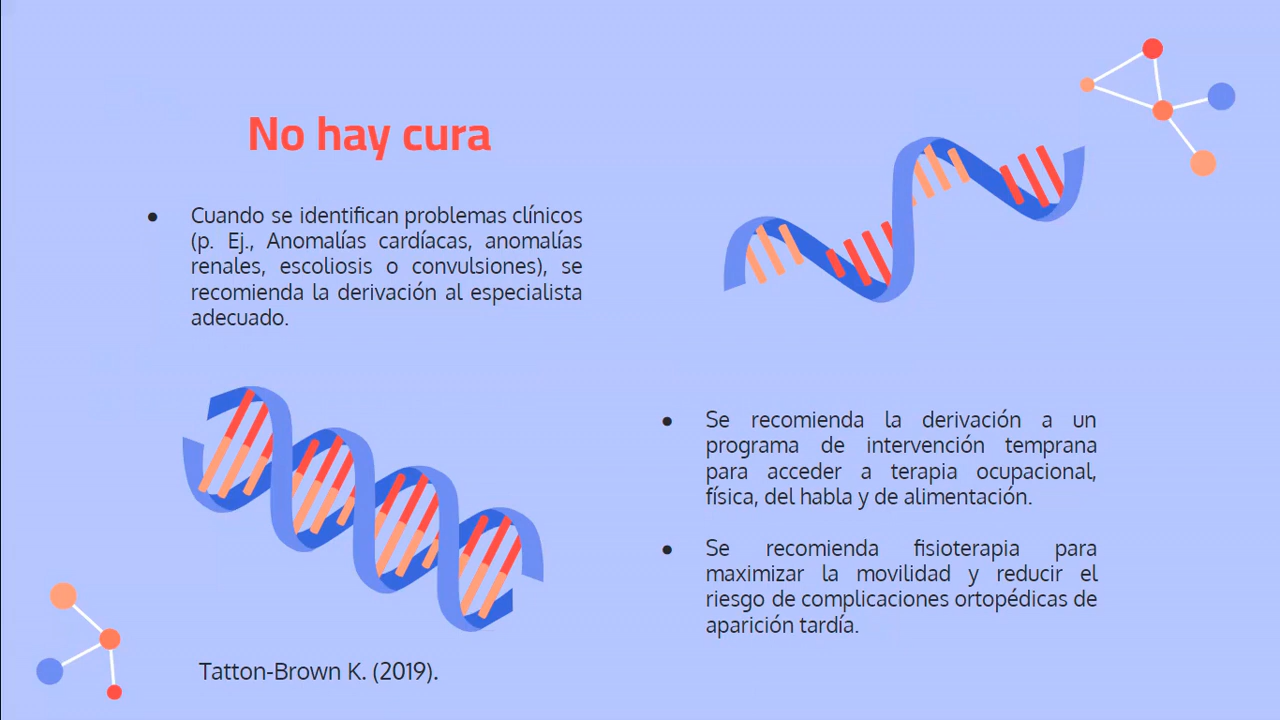 No hay cura
● Cuando se identifican problemas clínicos
(p. Ej., Anomalías cardíacas, anomalías
renales, escoliosis o convulsiones), se
recomienda la derivación al especialista
adecuado.
● Se recomienda la derivación a un
programa de intervención temprana
para acceder a terapia ocupacional,
física, del habla y de alimentación.
● Se recomienda fisioterapia para
maximizar la movilidad y reducir el
riesgo de complicaciones ortopédicas de
aparición tardía.
Tatton-Brown K. (2019).